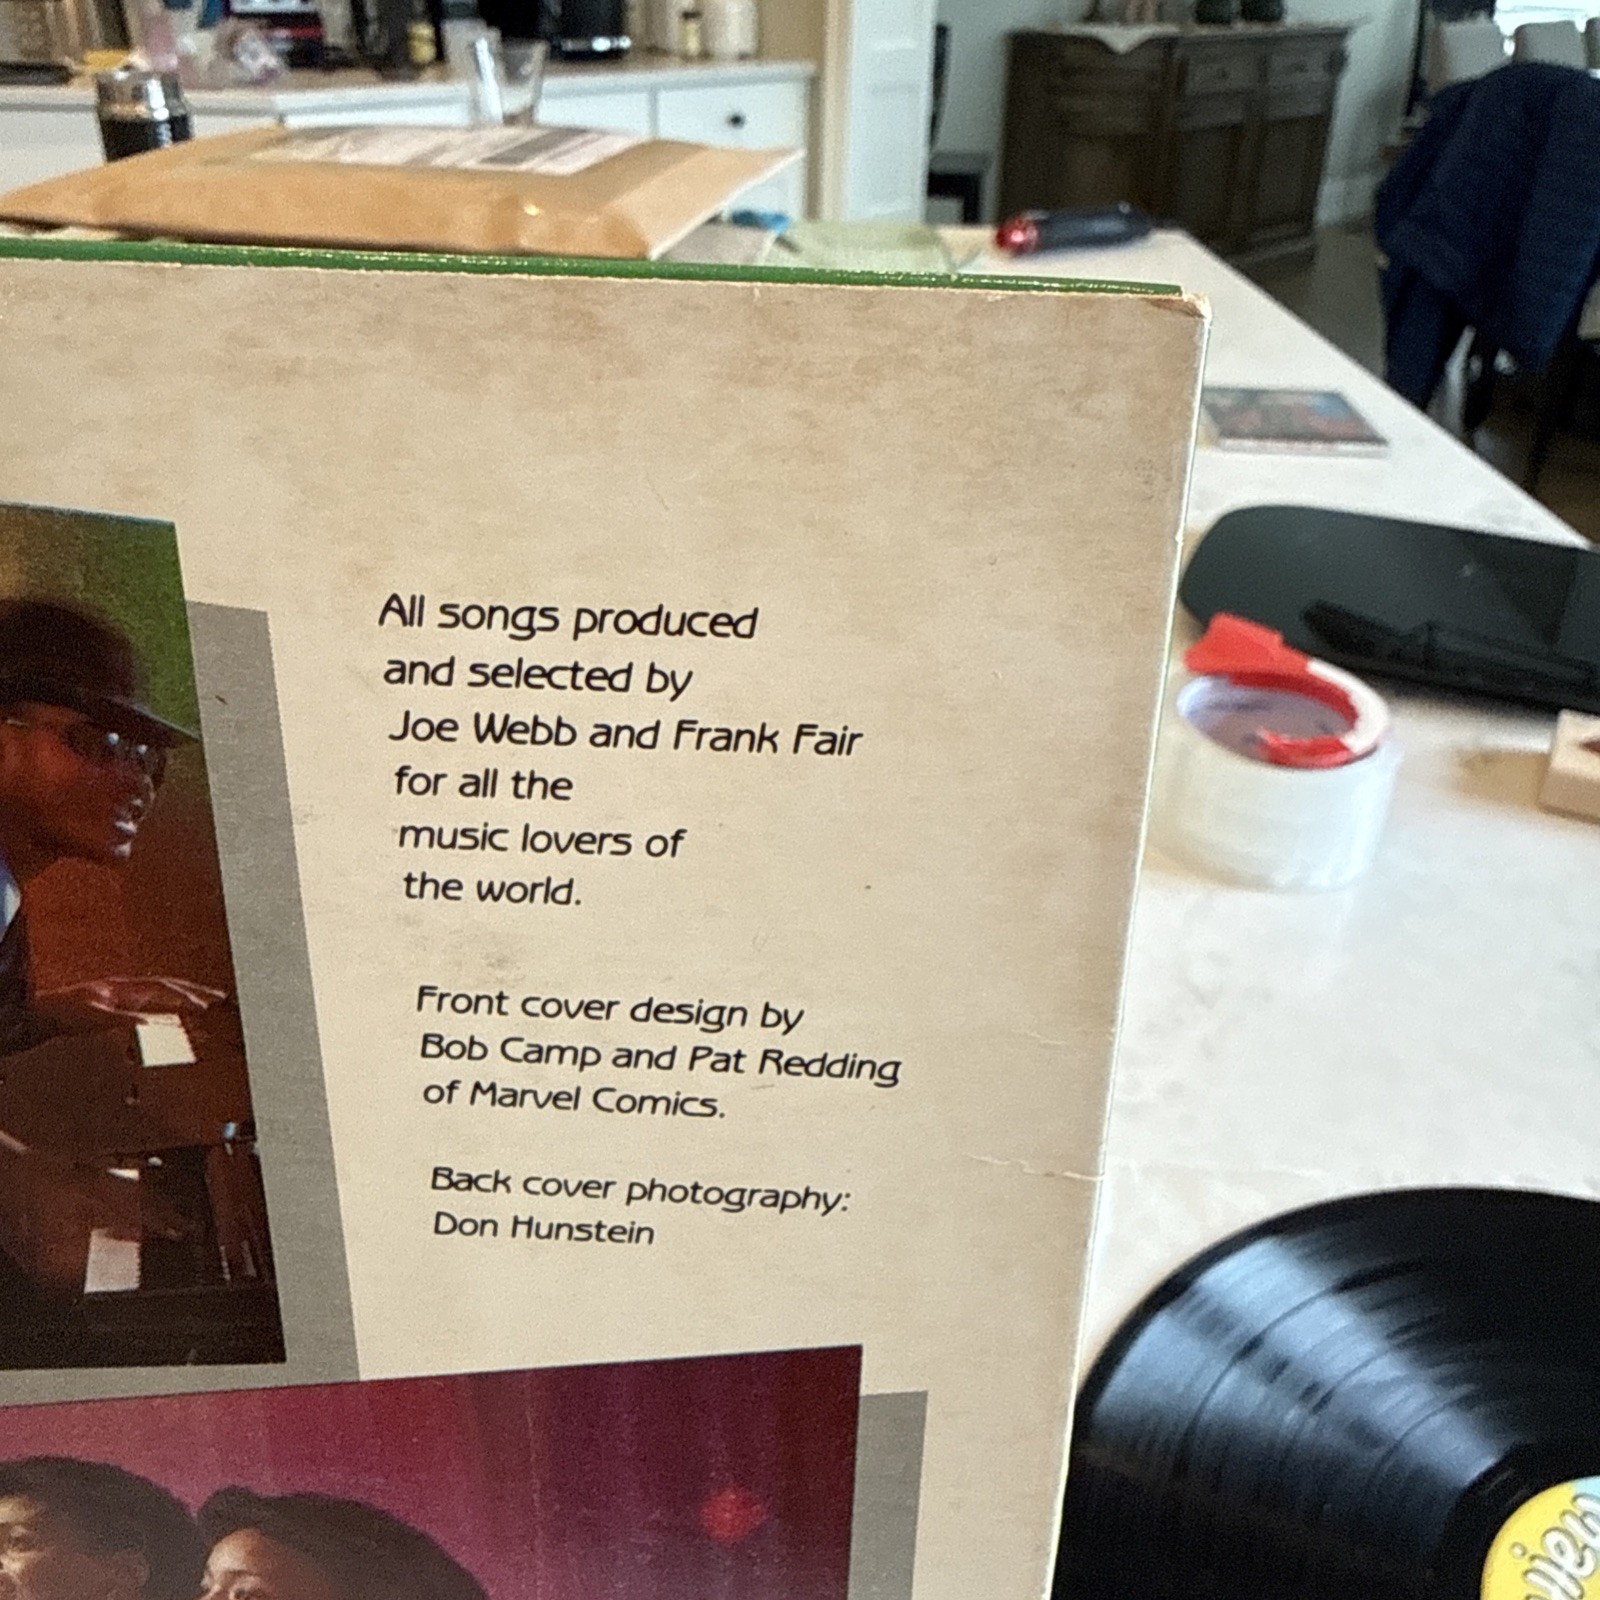 All songs produced
and selected by
Joe Webb and Frank Fair
for all the
music lovers of
the world.
Front cover design by
Bob Camp and Pat Redding
of Marvel Comics.
Back cover photography:
Don Hunstein